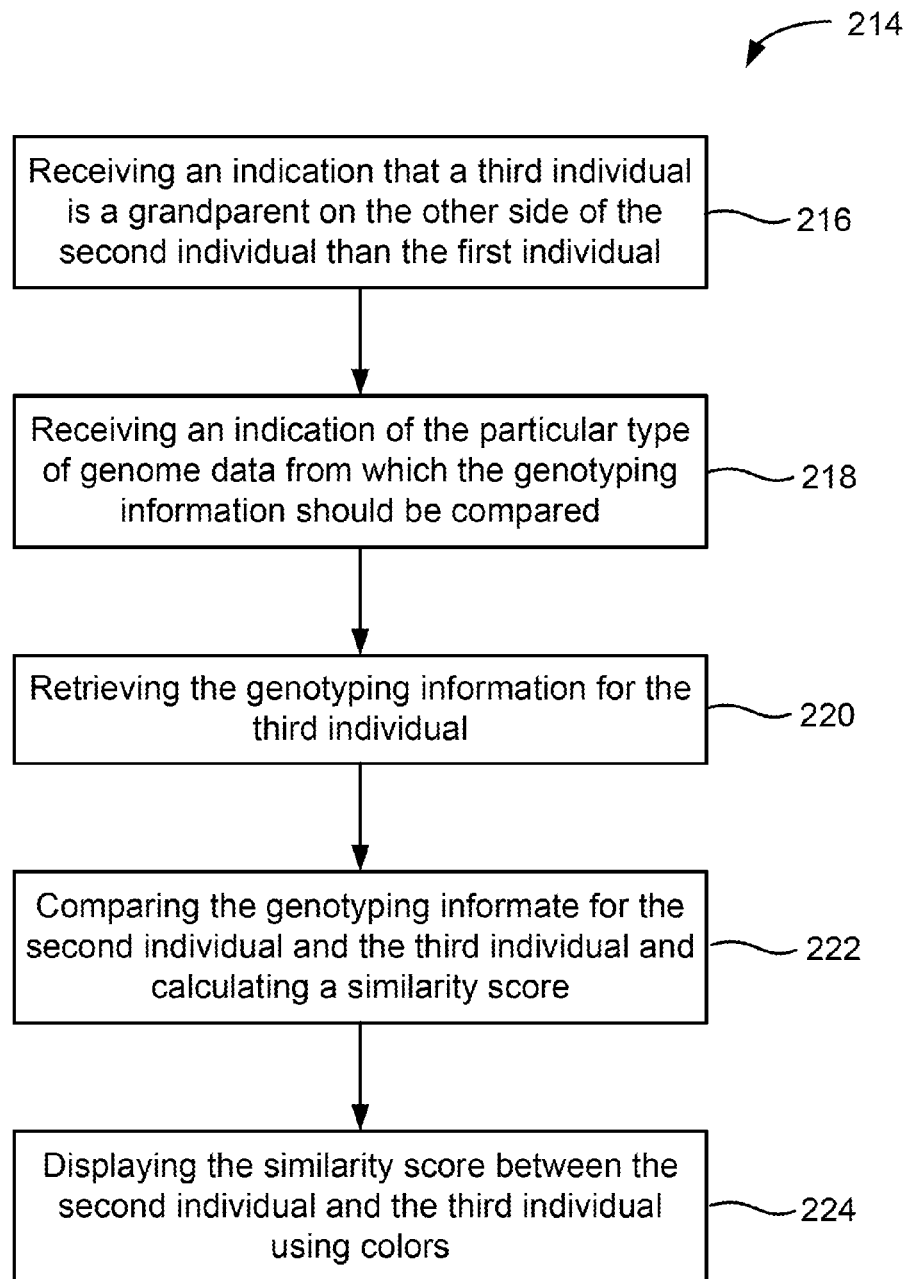 214
Receiving an indication that a third individual
is a grandparent on the other side of the
second individual than the first individual
216
Receiving an indication of the particular type
of genome data from which the genotyping
information should be compared
218
Retrieving the genotyping information for the
third individual
220
Comparing the genotyping informate for the
second individual and the third individual and
calculating a similarity score
222
Displaying the similarity score between the
second individual and the third individual
using colors
224